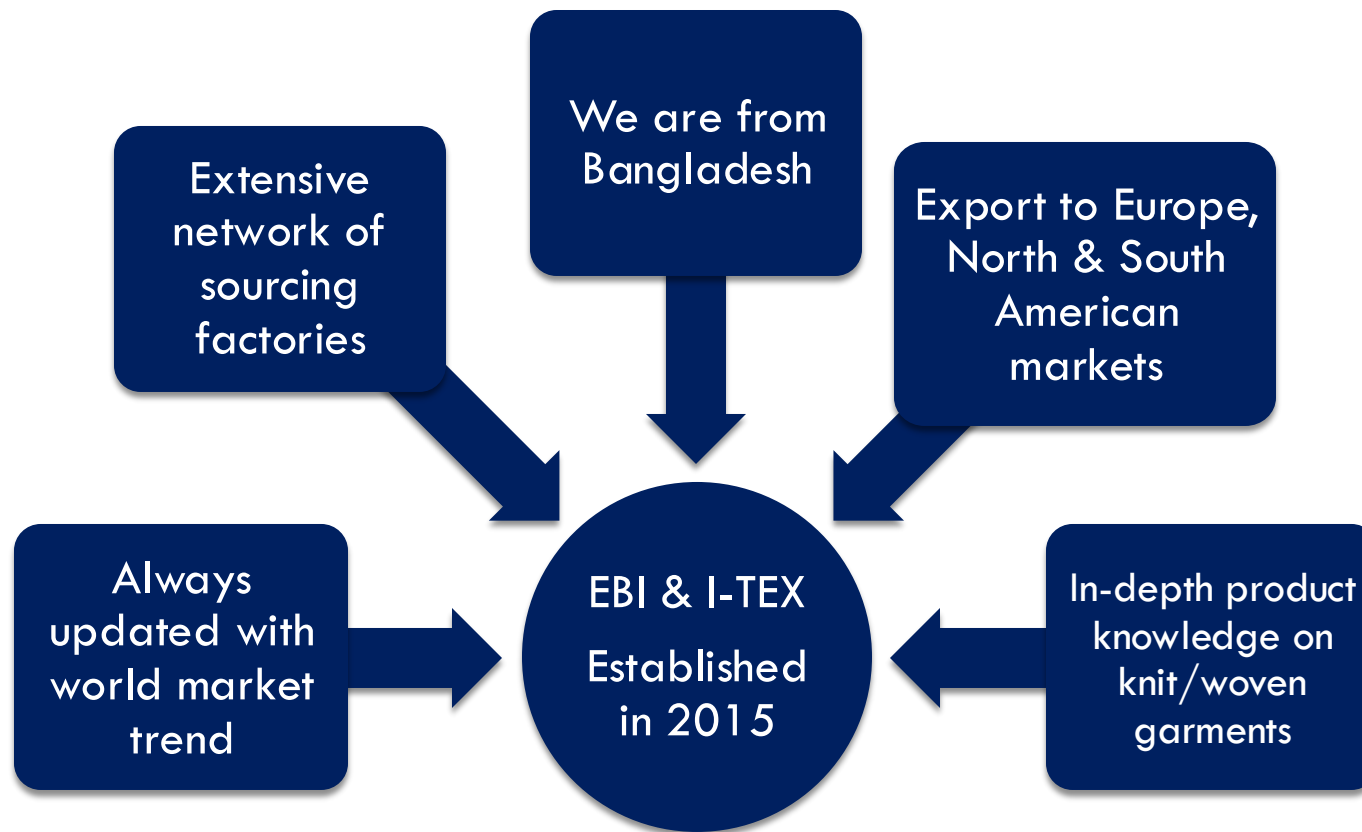 We are from
Bangladesh
Extensive
network of
sourcing
factories
Export to Europe,
North & South
American
markets
Always
updated with
world market
trend
EBI & I-TEX
Established
in 2015
In-depth product
knowledge on
knit/woven
garments